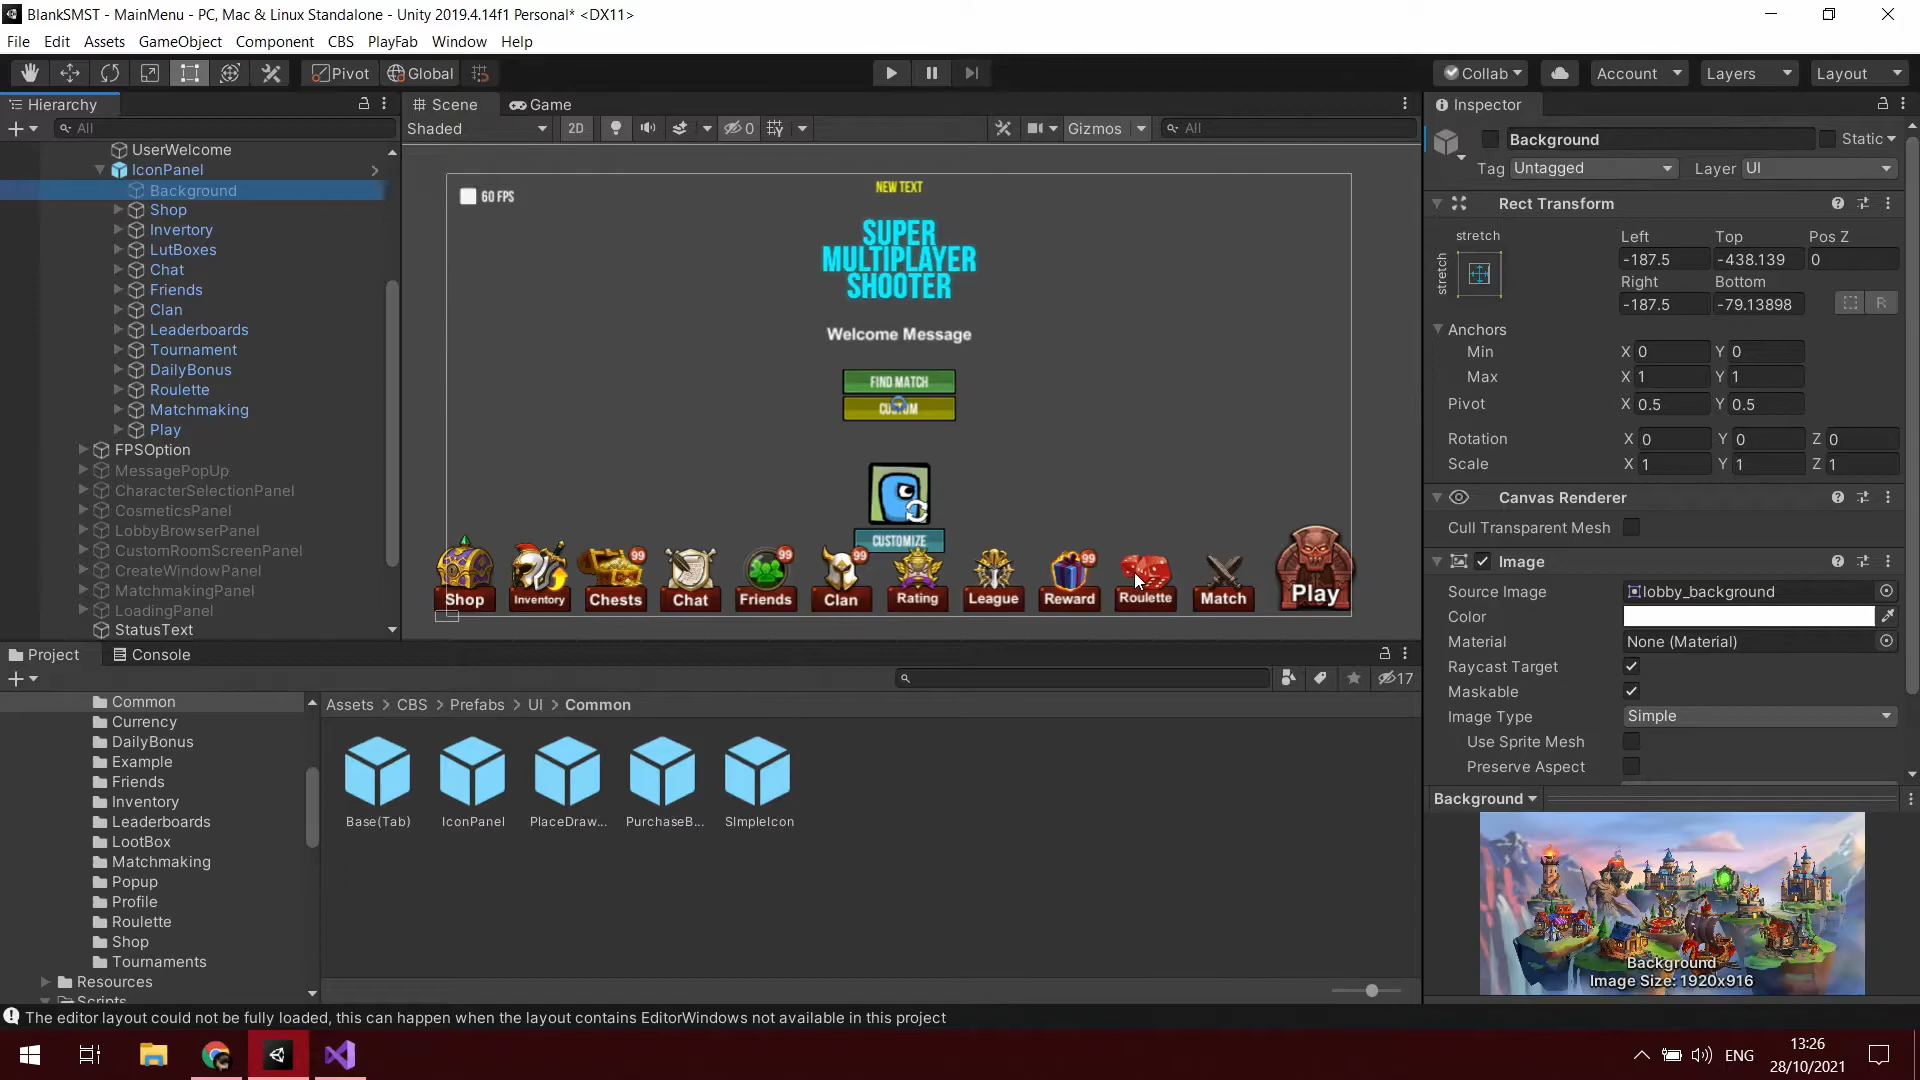 BlankSMST - MainMenu - PC, Mac & Linux Standalone - Unity 2019.4.14f1 Personal* <DX11>
File Edit Assets GameObject Component CBS PlayFab Window Help
Pivot Global Collab Account Layers Layout
Hierarchy
All
UserWelcome
IconPanel
Background
Shop
Invertory
LutBoxes
Chat
Friends
Clan
Leaderboards
Tournament
DailyBonus
Roulette
Matchmaking
Play
FPSOption
MessagePopUp
CharacterSelectionPanel
CosmeticsPanel
LobbyBrowserPanel
CustomRoomScreenPanel
CreateWindowPanel
MatchmakingPanel
LoadingPanel
StatusText
Scene Game
Shaded 2D 0 Gizmos All
60 FPS
NEW TEXT
SUPER
MULTIPLAYER
SHOOTER
Welcome Message
FIND MATCH
CUSTOM
CUSTOMIZE
99 99 99 99
Shop Inventory Chests Chat Friends Clan Rating League Reward Roulette Match Play
Inspector
Background Static
Tag Untagged Layer UI
Rect Transform
stretch Left Top Pos Z
stretch -187.5 -438.139 0
Right Bottom
-187.5 -79.13898 R
Anchors
Min X 0 Y 0
Max X 1 Y 1
Pivot X 0.5 Y 0.5
Rotation X 0 Y 0 Z 0
Scale X 1 Y 1 Z 1
Canvas Renderer
Cull Transparent Mesh
Image
Source Image lobby_background
Color
Material None (Material)
Raycast Target
Maskable
Image Type Simple
Use Sprite Mesh
Preserve Aspect
Background
Background
Image Size: 1920x916
Project Console
17
Common
Currency
DailyBonus
Example
Friends
Inventory
Leaderboards
LootBox
Matchmaking
Popup
Profile
Roulette
Shop
Tournaments
Resources
Scripts
Assets > CBS > Prefabs > UI > Common
Base(Tab) IconPanel PlaceDraw... PurchaseB... SImpleIcon
The editor layout could not be fully loaded, this can happen when the layout contains EditorWindows not available in this project
ENG
13:26
28/10/2021